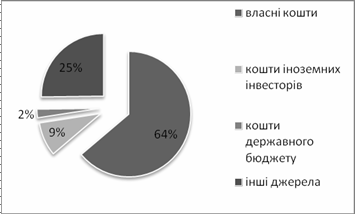 25%
2%
9%
64%
власні кошти
кошти іноземних
інвесторів
кошти
державного
бюджету
інші джерела